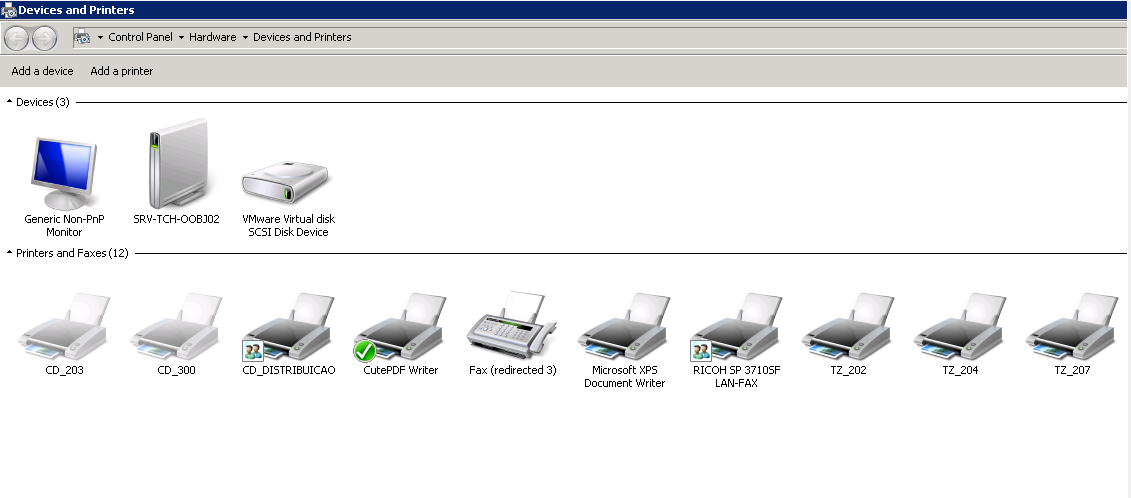 Devices and Printers
Control Panel Hardware Devices and Printers
Add a device Add a printer
Devices (3)
Generic Non-PnP
Monitor
SRV-TCH-OOBJ02
VMware Virtual disk
SCSI Disk Device
Printers and Faxes (12)
CD_203
CD_300
CD_DISTRIBUICAO
CutePDF Writer
Fax (redirected 3)
Microsoft XPS
Document Writer
RICOH SP 3710SF
LAN-FAX
TZ_202
TZ_204
TZ_207